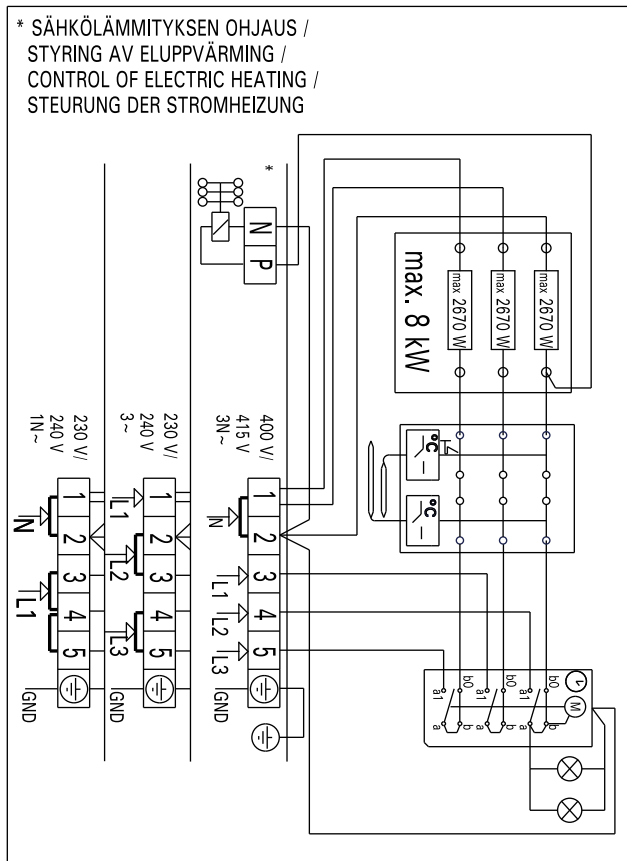 * SÄHKÖLÄMMITYKSEN OHJAUS /
STYRING AV ELUPPVÄRMING /
CONTROL OF ELECTRIC HEATING /
STEURUNG DER STROMHEIZUNG
*
N
P
max. 8 kW
max 2670 W
max 2670 W
max 2670 W
°C
°C
230 V/
240 V
1N~
1
2
3
4
5
N
L1
GND
230 V/
240 V
3~
1
2
3
4
5
L1
L2
L3
GND
400 V/
415 V
3N~
1
2
3
4
5
N
L1
L2
L3
GND
b0
a1
b0
a1
b0
a1
b
a
b
a
b
a
M